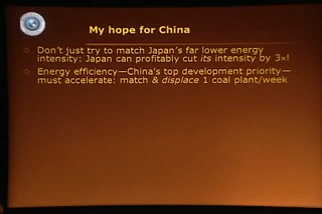 My hope for China
Don't just try to match Japan's far lower energy
intensity: Japan can profitably cut its intensity by 3×!
Energy efficiency—China's top development priority—
must accelerate: match & displace 1 coal plant/week